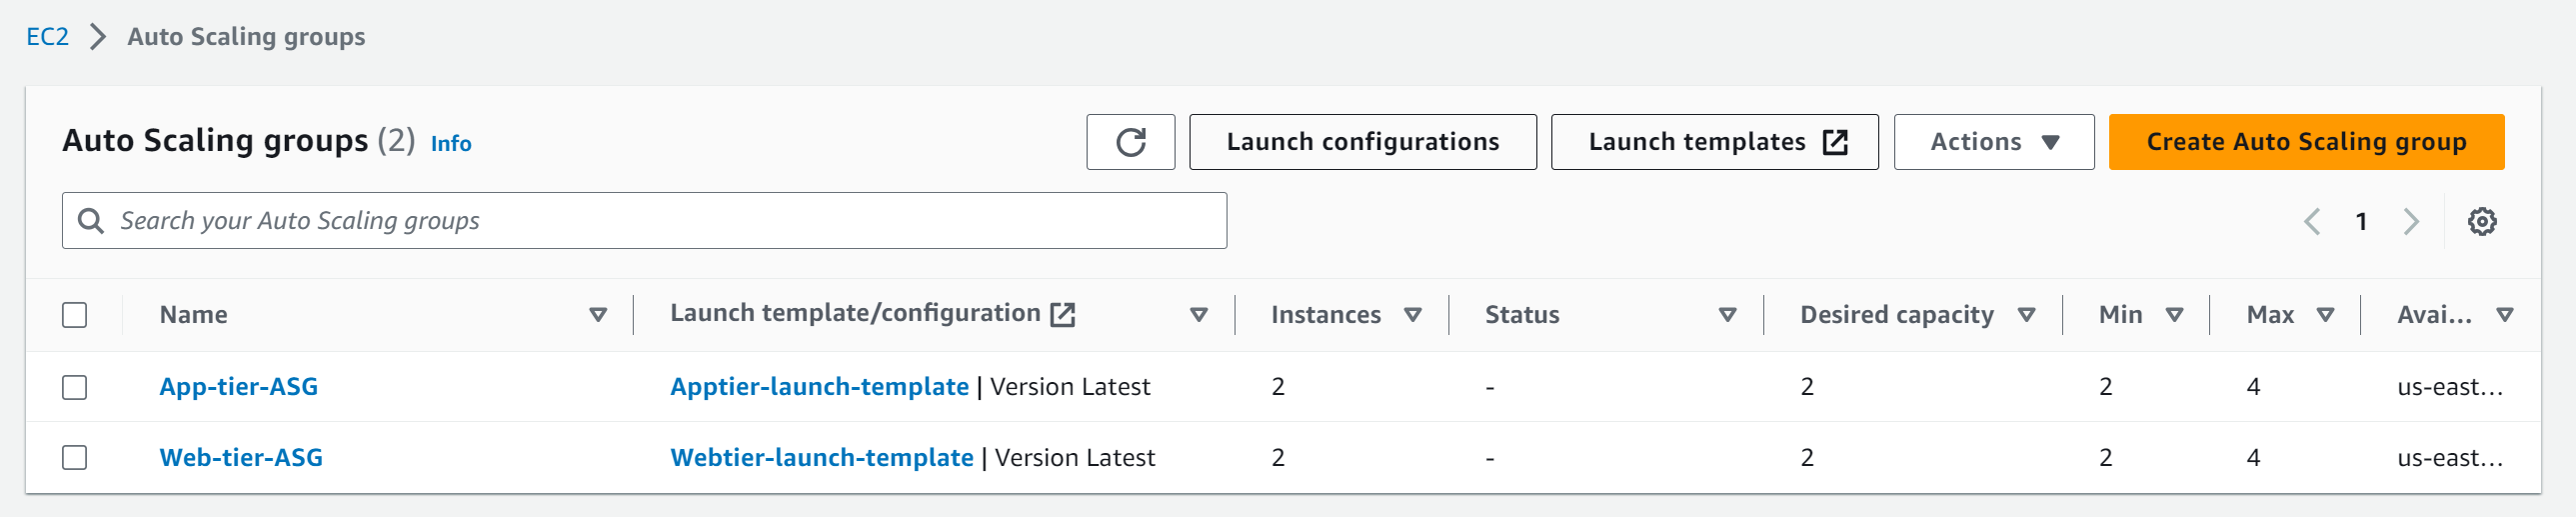 EC2 Auto Scaling groups
Auto Scaling groups (2) Info
Launch configurations
Launch templates
Actions
Create Auto Scaling group
Search your Auto Scaling groups
1
Name Launch template/configuration Instances Status Desired capacity Min Max Avai...
App-tier-ASG Apptier-launch-template | Version Latest 2 - 2 2 4 us-east...
Web-tier-ASG Webtier-launch-template | Version Latest 2 - 2 2 4 us-east...